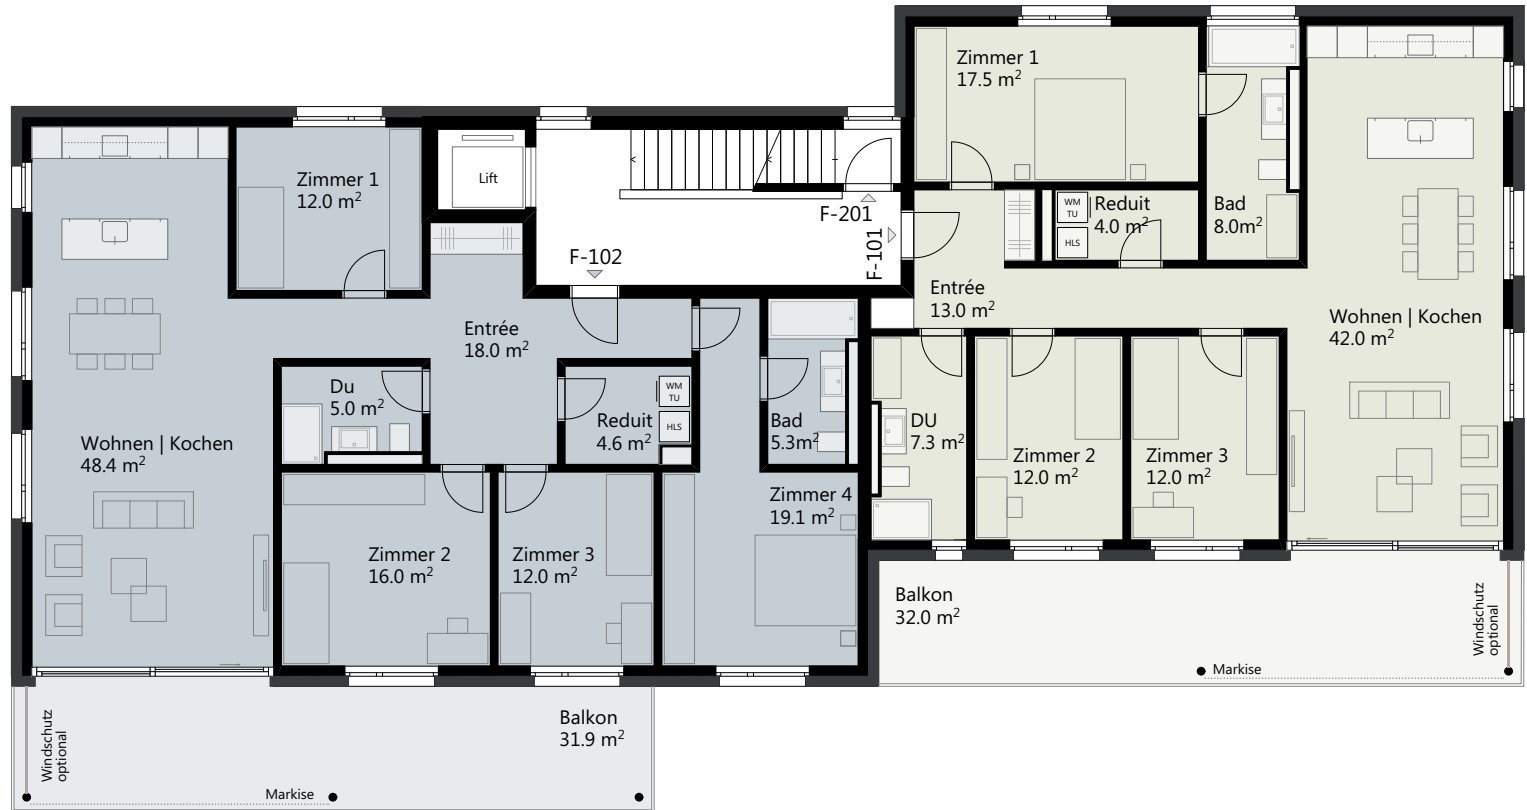 Zimmer 1
17.5 m²
Zimmer 1
12.0 m²
Lift
F-201
F-101
F-102
WM
TU
HLS
Reduit
4.0 m²
Bad
8.0m²
Entrée
13.0 m²
Wohnen | Kochen
42.0 m²
Entrée
18.0 m²
Du
5.0 m²
Reduit
4.6 m²
WM
TU
HLS
Bad
5.3m²
DU
7.3 m²
Zimmer 2
12.0 m²
Zimmer 3
12.0 m²
Wohnen | Kochen
48.4 m²
Zimmer 4
19.1 m²
Zimmer 2
16.0 m²
Zimmer 3
12.0 m²
Balkon
32.0 m²
Windschutz
optional
Markise
Balkon
31.9 m²
Windschutz
optional
Markise